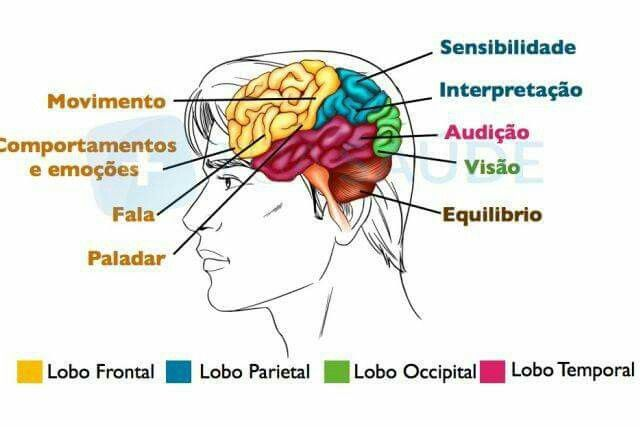 Sensibilidade
Interpretação
Movimento
Audição
Comportamentos
e emoções
Visão
Fala
Equilibrio
Paladar
Lobo Frontal
Lobo Parietal
Lobo Occipital
Lobo Temporal